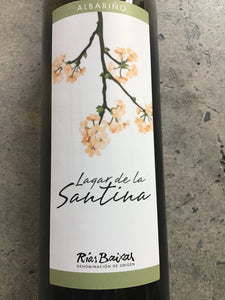 ALBARIÑO
Lagar de la
Santina
Rías Baixas
DENOMINACIÓN DE ORIGEN